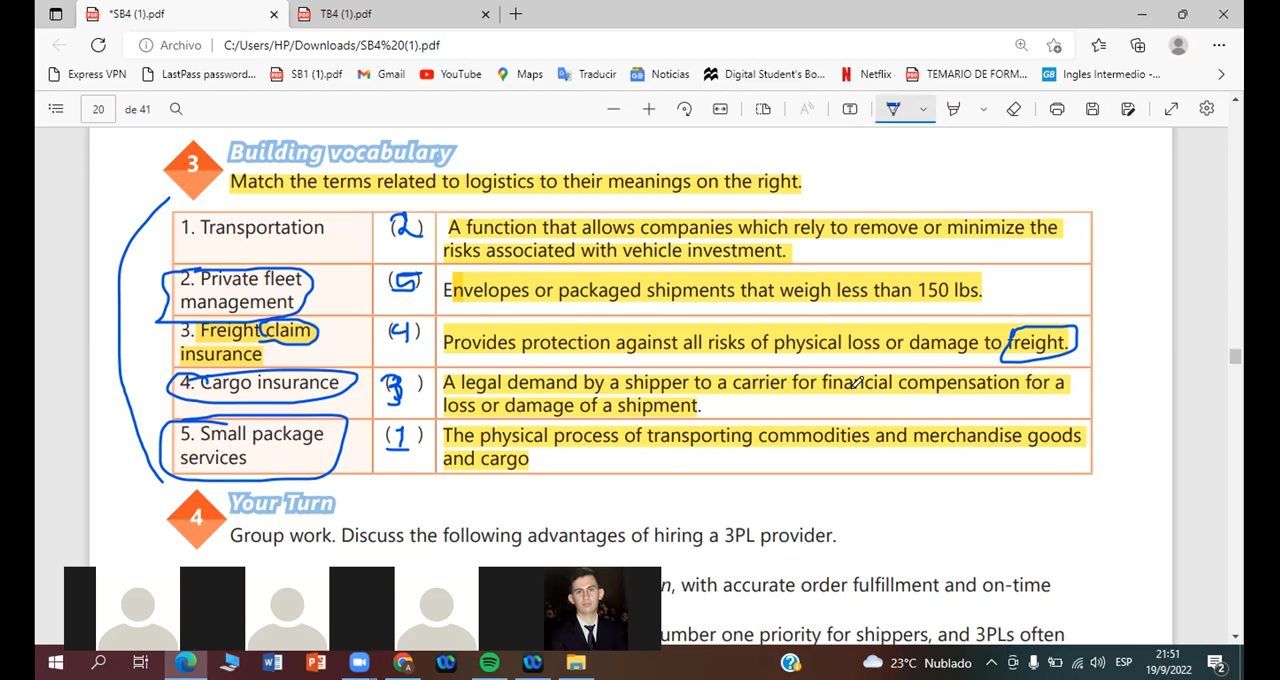 *SB4 (1).pdf
TB4 (1).pdf
Archivo C:/Users/HP/Downloads/SB4%20(1).pdf
Express VPN LastPass password... SB1 (1).pdf Gmail YouTube Maps Traducir Noticias Digital Student's Bo... Netflix TEMARIO DE FORM... Ingles Intermedio -...
20 de 41
3 Building vocabulary
Match the terms related to logistics to their meanings on the right.
1. Transportation (2) A function that allows companies which rely to remove or minimize the
risks associated with vehicle investment.
2. Private fleet
management (5) Envelopes or packaged shipments that weigh less than 150 lbs.
3. Freight claim
insurance (4) Provides protection against all risks of physical loss or damage to freight.
4. Cargo insurance (3) A legal demand by a shipper to a carrier for financial compensation for a
loss or damage of a shipment.
5. Small package
services (1) The physical process of transporting commodities and merchandise goods
and cargo
4 Your Turn
Group work. Discuss the following advantages of hiring a 3PL provider.
with accurate order fulfillment and on-time
number one priority for shippers, and 3PLs often
23°C Nublado ESP 21:51
19/9/2022 2